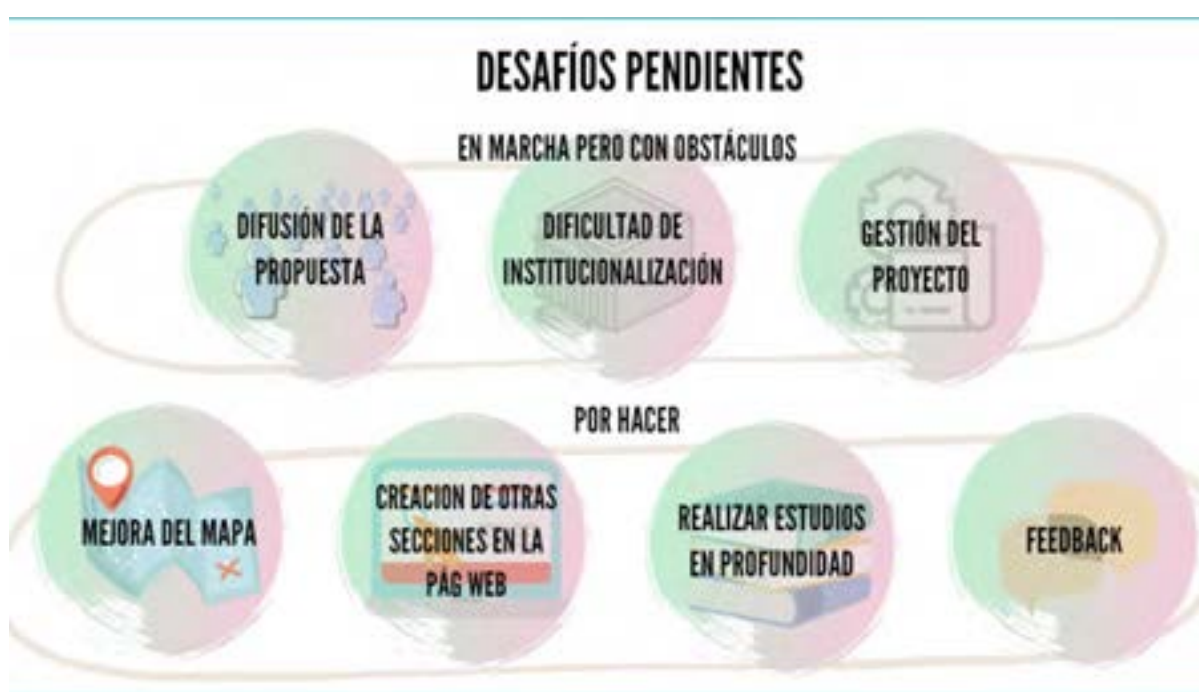 DESAFÍOS PENDIENTES
EN MARCHA PERO CON OBSTÁCULOS
DIFUSIÓN DE LA
PROPUESTA
DIFICULTAD DE
INSTITUCIONALIZACIÓN
GESTIÓN DEL
PROYECTO
POR HACER
MEJORA DEL MAPA
CREACION DE OTRAS
SECCIONES EN LA
PÁG WEB
REALIZAR ESTUDIOS
EN PROFUNDIDAD
FEEDBACK